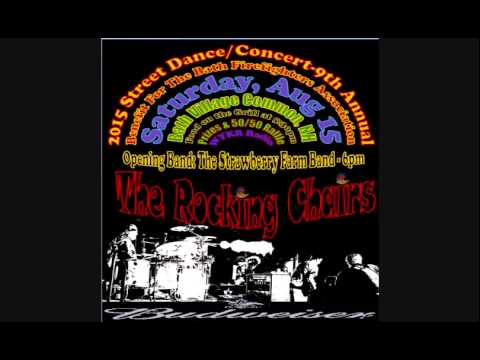 2015 Street Dance/Concert-9th Annual
Benefit For The Bath Firefighters Association
Saturday, Aug 15
Bath Village Common, NH
Food on the Grill at
Prizes & 50/50 Raffle
Radio
Opening Band: The Strawberry Farm Band - 6pm
The Rocking Chairs
Budweiser